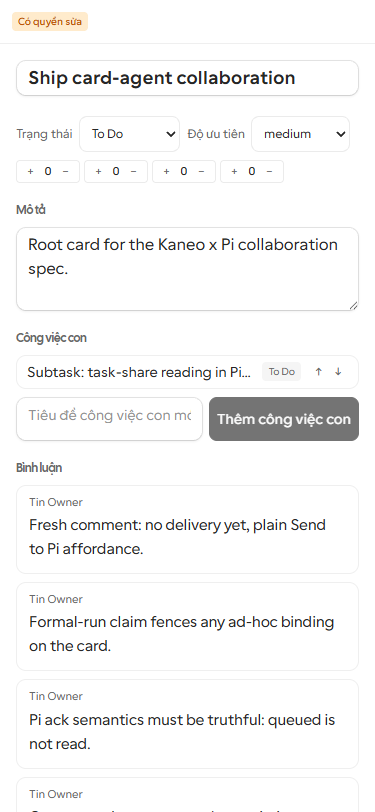 Có quyền sửa
Ship card-agent collaboration
Trạng thái To Do Độ ưu tiên medium
+ 0 − + 0 − + 0 − + 0 −
Mô tả
Root card for the Kaneo x Pi collaboration
spec.
Công việc con
Subtask: task-share reading in Pi... To Do ↑ ↓
Tiêu đề công việc con Thêm công việc con
Bình luận
Tin Owner
Fresh comment: no delivery yet, plain Send
to Pi affordance.
Tin Owner
Formal-run claim fences any ad-hoc binding
on the card.
Tin Owner
Pi ack semantics must be truthful: queued is
not read.
Tin Owner